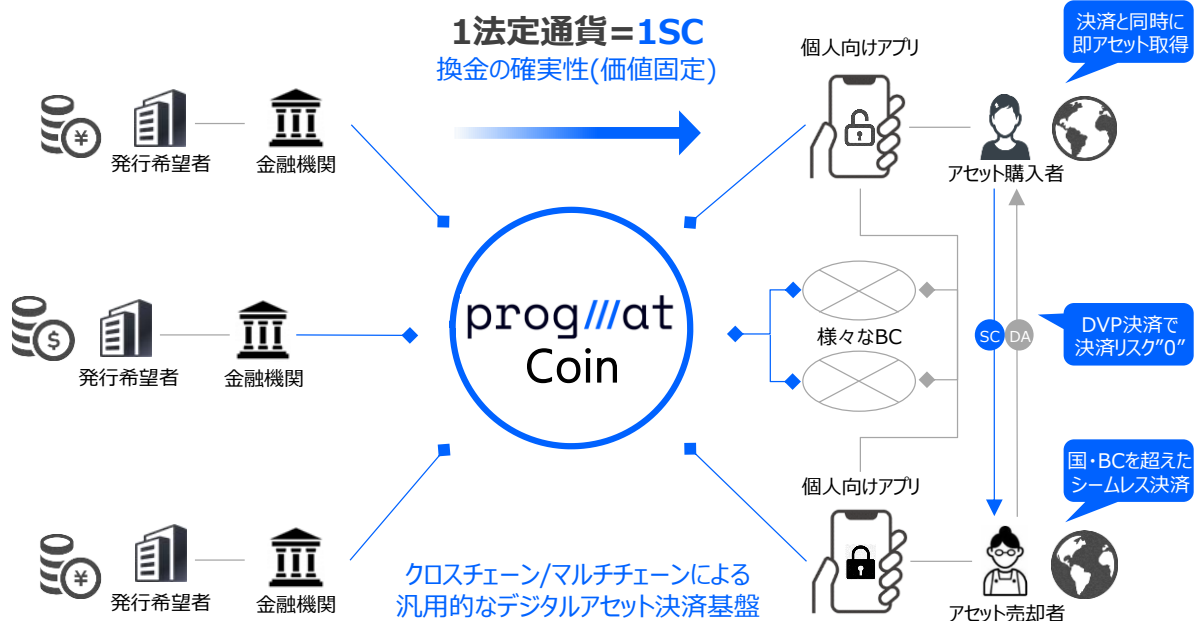 1法定通貨=1SC
換金の確実性(価値固定)
個人向けアプリ
決済と同時に
即アセット取得
¥
発行希望者
金融機関
アセット購入者
$
発行希望者
金融機関
progmat
Coin
様々なBC
SC
DA
DVP決済で
決済リスク"0"
個人向けアプリ
国・BCを超えた
シームレス決済
¥
発行希望者
金融機関
クロスチェーン/マルチチェーンによる
汎用的なデジタルアセット決済基盤
アセット売却者